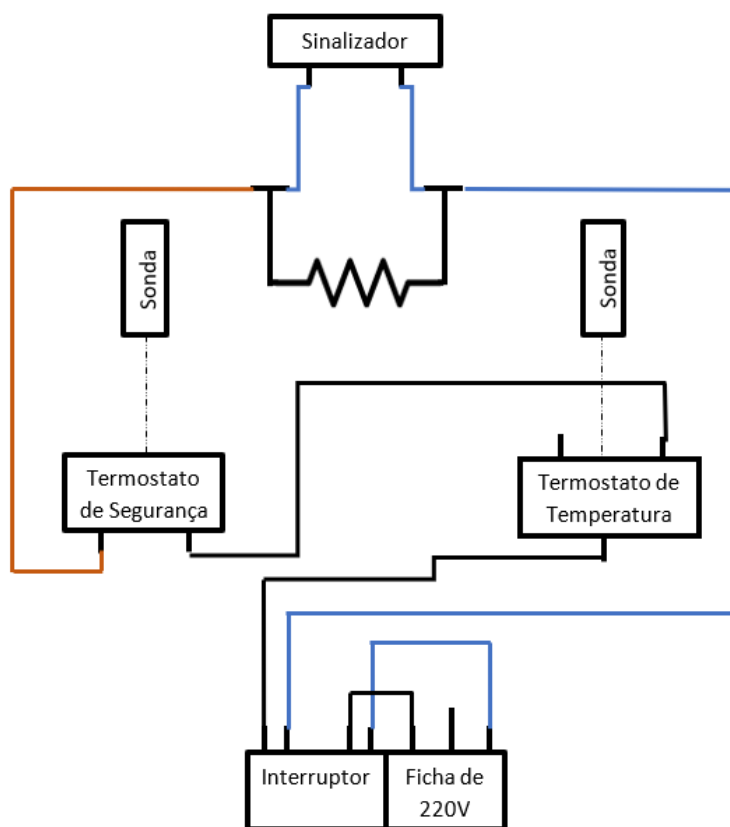 Sinalizador
Sonda
Sonda
Termostato
de Segurança
Termostato de
Temperatura
Interruptor
Ficha de
220V